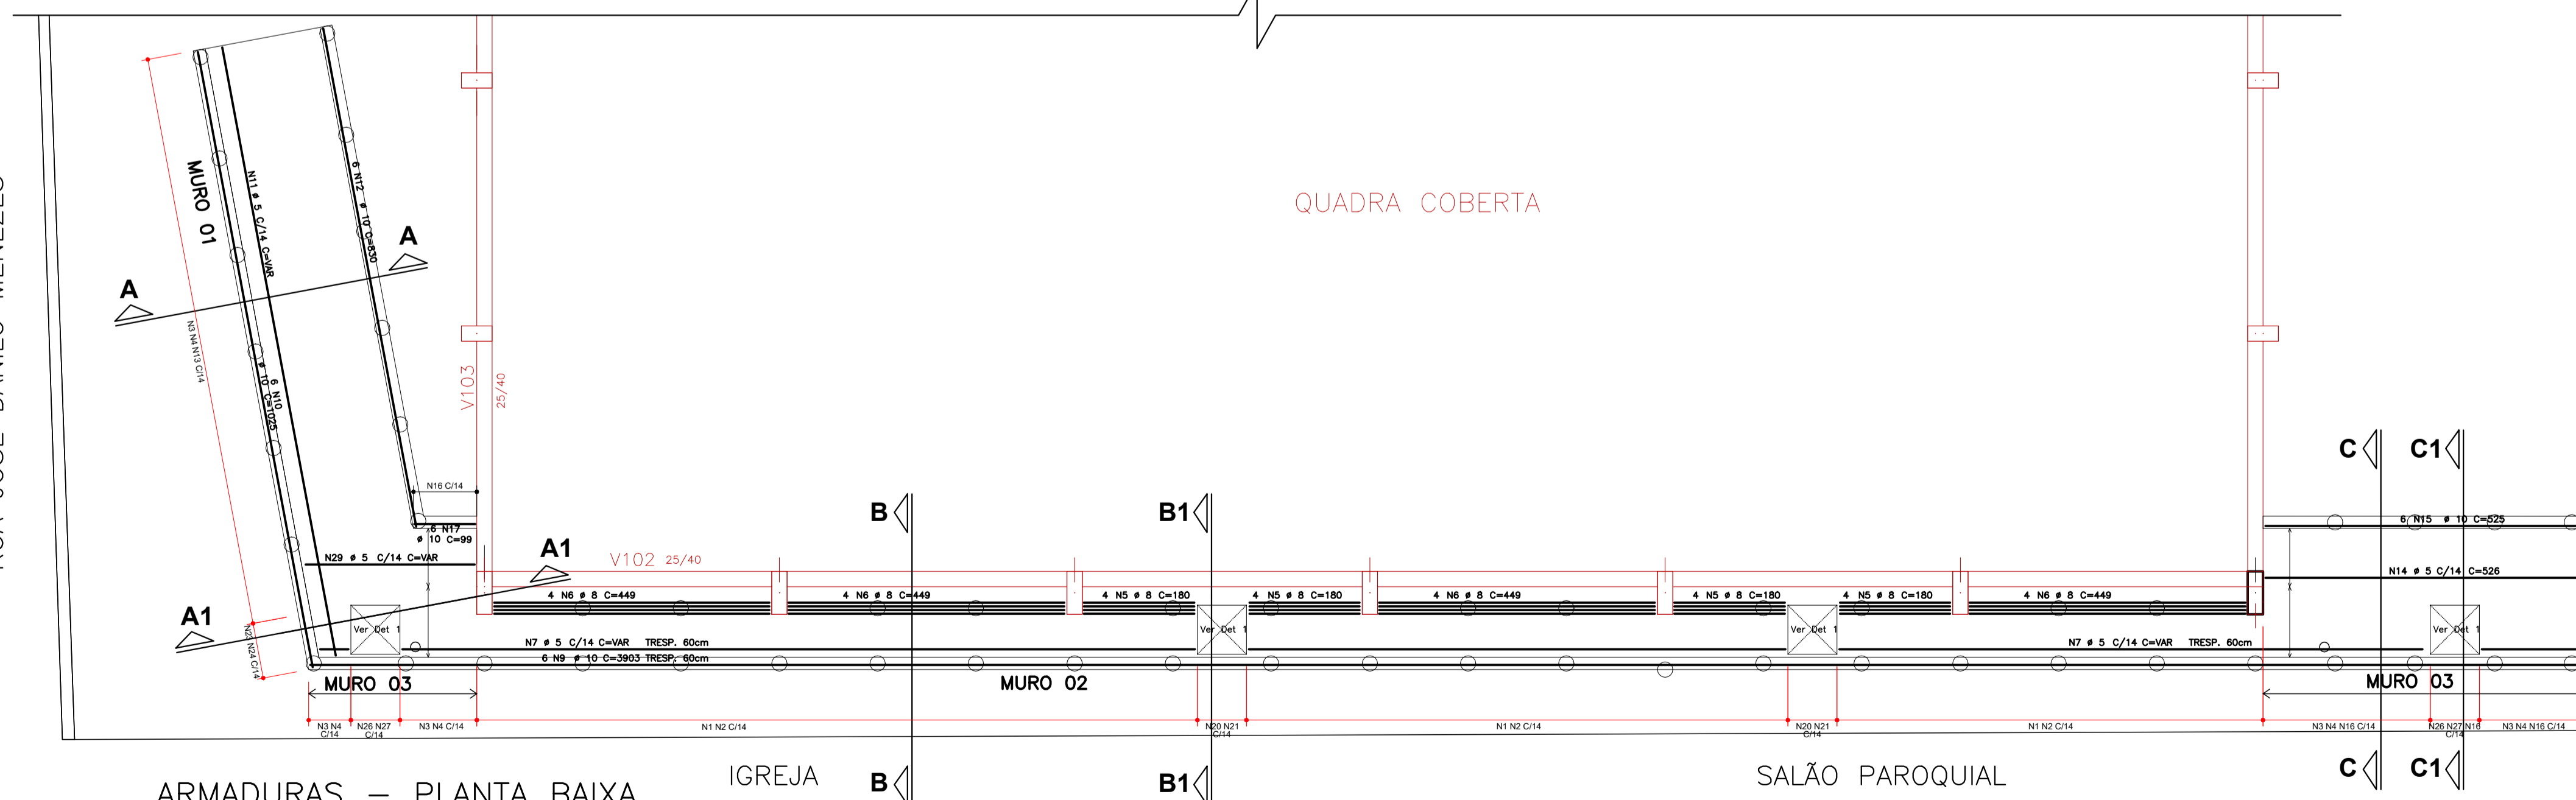 QUADRA COBERTA
MURO 01
N11 ø 5 C/14 C=VAR
6 N12 ø 10 C=830
A
A
N3 N4 N13 C/14
6 N10
ø 10 C=1025
V103
25/40
N16 C/14
6 N17
ø 10 C=99
N29 ø 5 C/14 C=VAR
A1
A1
N23 N24 C/14
V102 25/40
B
B1
C
C1
6 N15 ø 10 C=525
N14 ø 5 C/14 C=526
4 N6 ø 8 C=449
4 N6 ø 8 C=449
4 N5 ø 8 C=180
4 N5 ø 8 C=180
4 N6 ø 8 C=449
4 N5 ø 8 C=180
4 N5 ø 8 C=180
4 N6 ø 8 C=449
Ver Det 1
Ver Det 1
Ver Det 1
Ver Det 1
N7 ø 5 C/14 C=VAR TRESP. 60cm
N7 ø 5 C/14 C=VAR TRESP. 60cm
6 N9 ø 10 C=3903 TRESP. 60cm
MURO 03
MURO 02
MURO 03
N3 N4
C/14
N26 N27
C/14
N3 N4 C/14
N1 N2 C/14
N20 N21
C/14
N1 N2 C/14
N20 N21
C/14
N1 N2 C/14
N3 N4 N16 C/14
N26 N27 N16
C/14
N3 N4 N16 C/14
IGREJA
SALÃO PAROQUIAL
B
B1
C
C1
ARMADURAS – PLANTA BAIXA